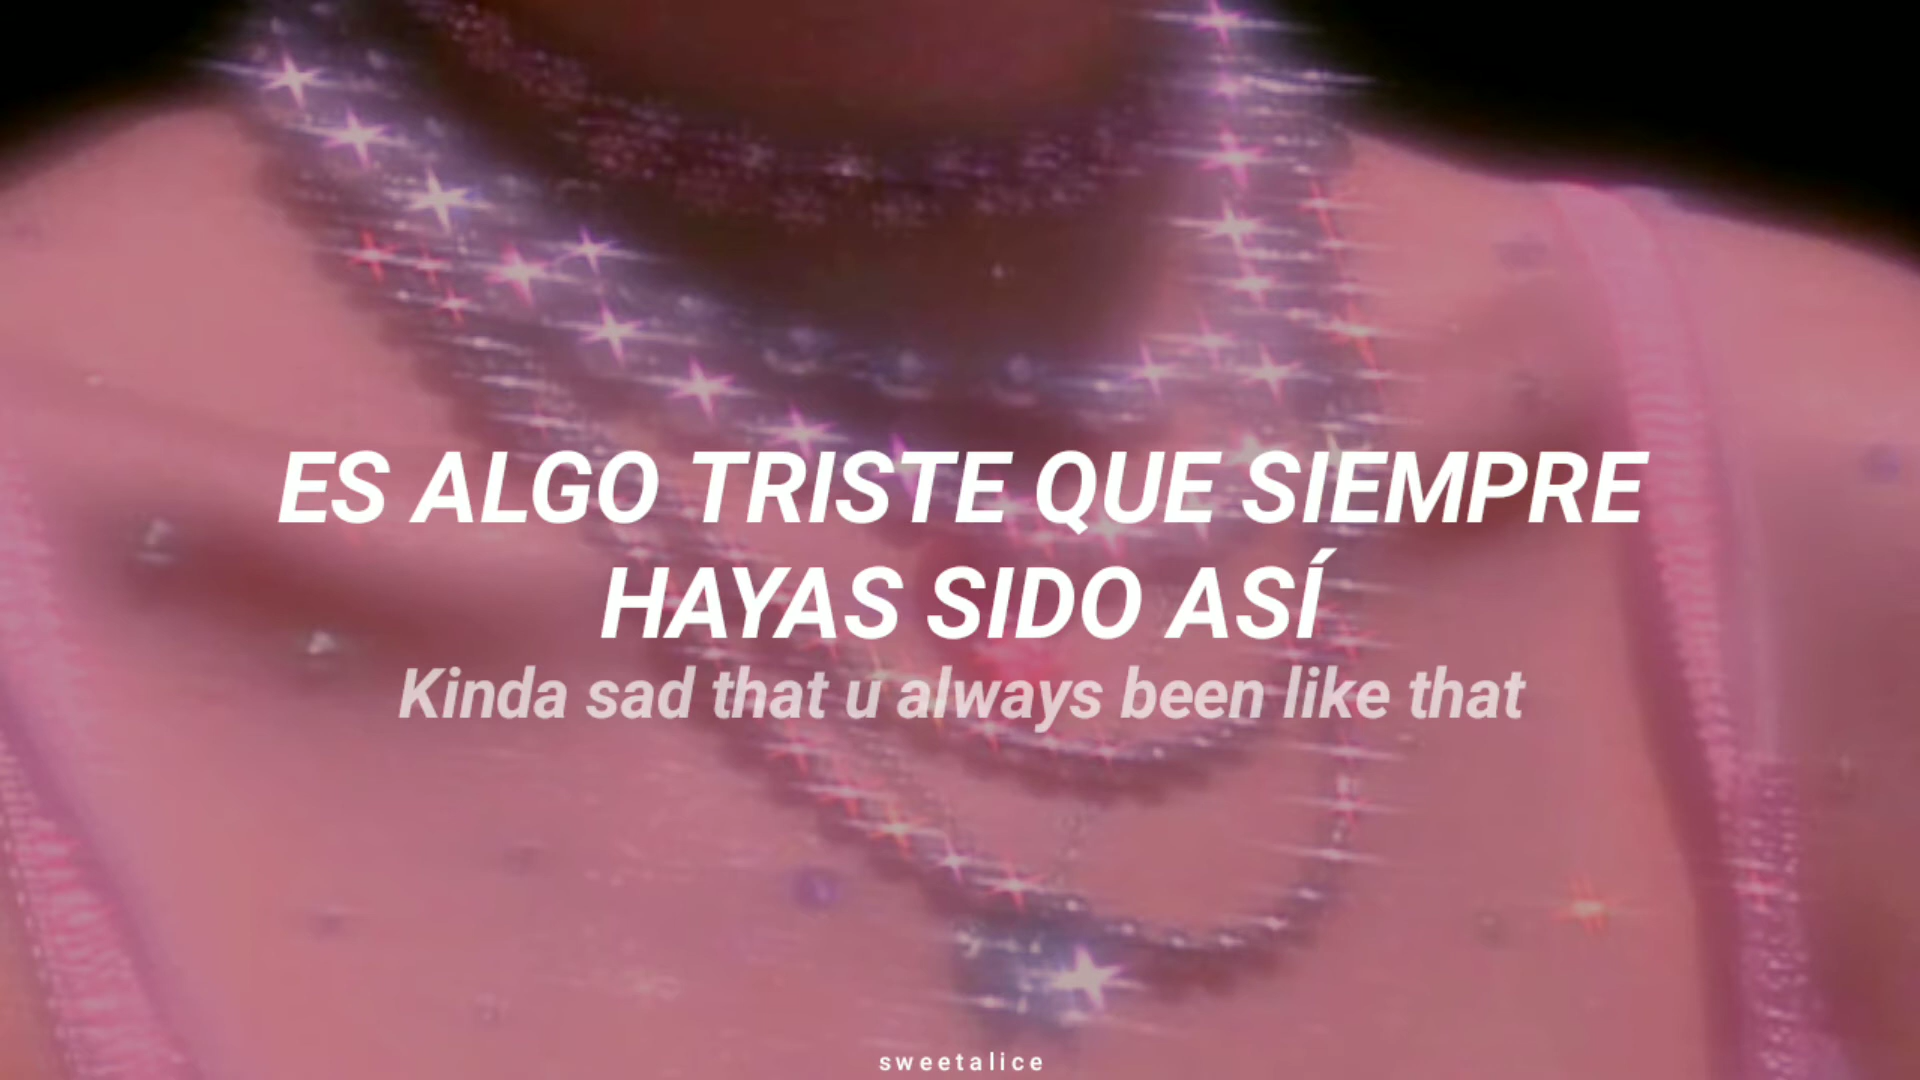 ES ALGO TRISTE QUE SIEMPRE
HAYAS SIDO ASÍ
Kinda sad that u always been like that
sweetalice